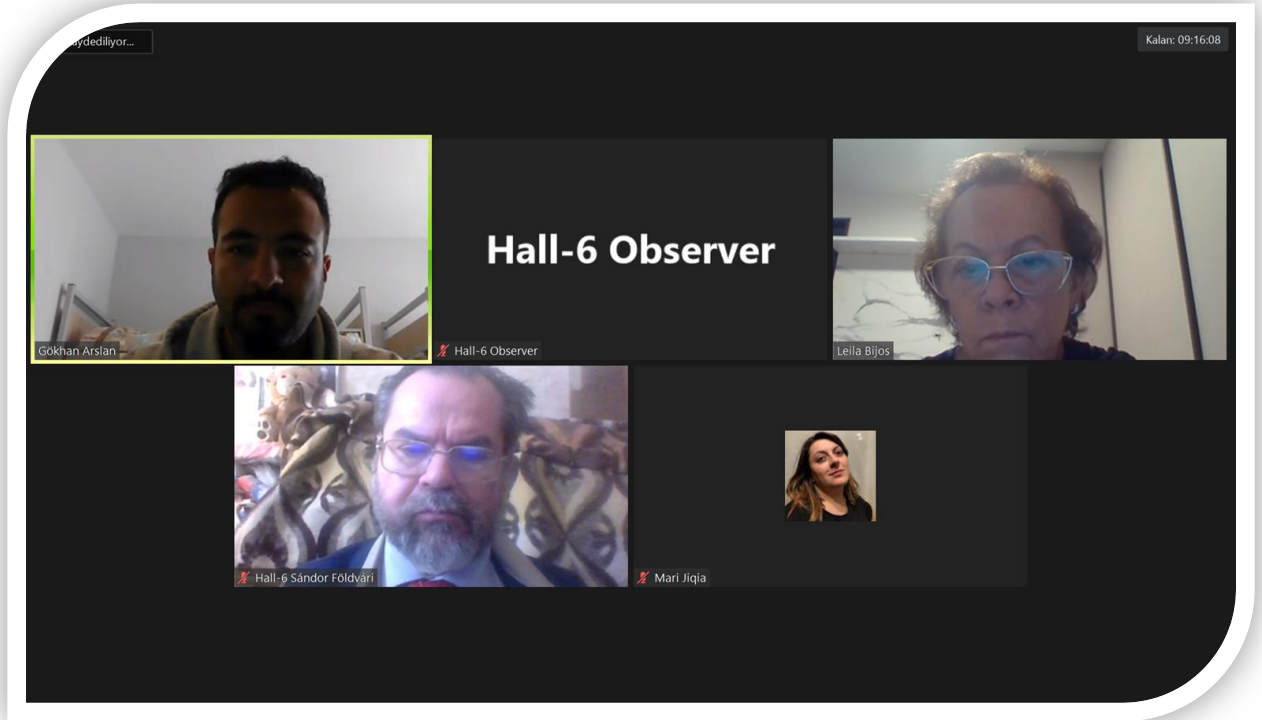 Kalan: 09:16:08
Gökhan Arslan
Hall-6 Observer
Hall-6 Observer
Leila Bijos
Hall-6 Sándor Földvári
Mari Jiqia